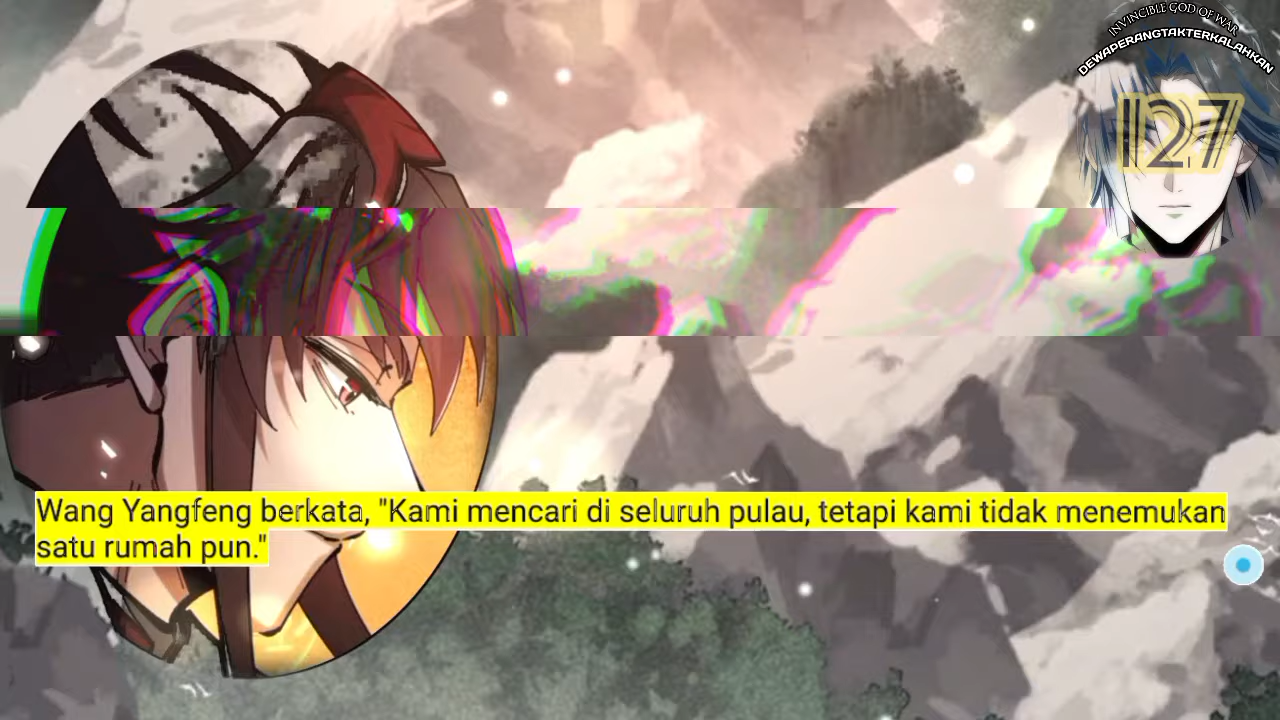 INVINCIBLE GOD OF WAR
DEWAPERANGTAKTERKALAHKAN
127
Wang Yangfeng berkata, "Kami mencari di seluruh pulau, tetapi kami tidak menemukan
satu rumah pun."